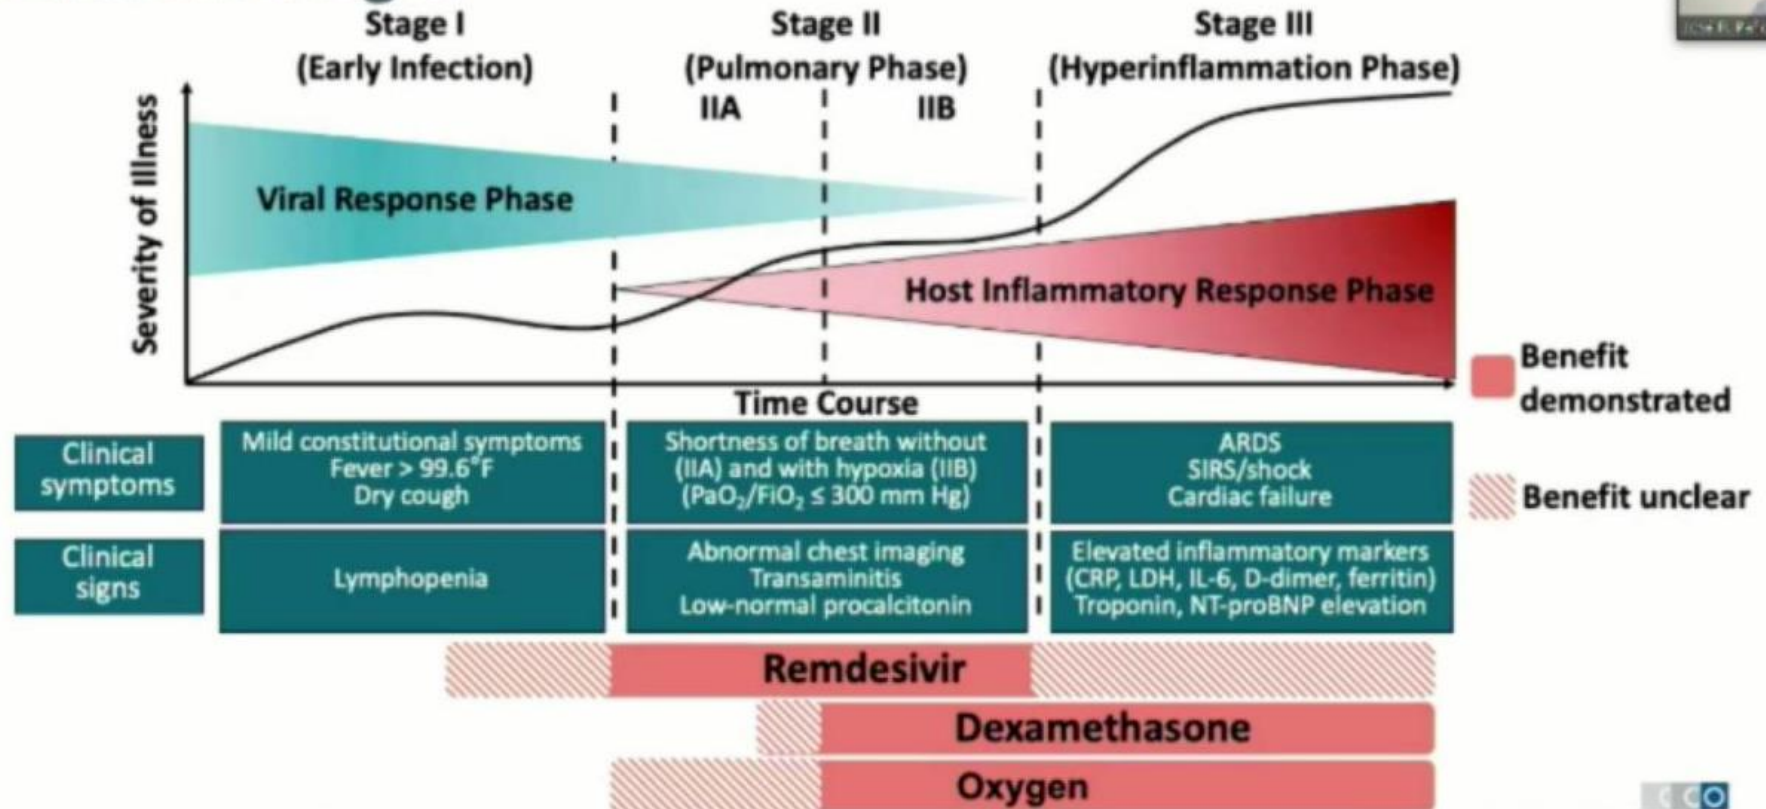 Stage I
(Early Infection)
Stage II
(Pulmonary Phase)
IIA
IIB
Stage III
(Hyperinflammation Phase)
Severity of Illness
Viral Response Phase
Host Inflammatory Response Phase
Time Course
Benefit
demonstrated
Benefit unclear
Clinical
symptoms
Mild constitutional symptoms
Fever > 99.6°F
Dry cough
Shortness of breath without
(IIA) and with hypoxia (IIB)
(PaO₂/FiO₂ ≤ 300 mm Hg)
ARDS
SIRS/shock
Cardiac failure
Clinical
signs
Lymphopenia
Abnormal chest imaging
Transaminitis
Low-normal procalcitonin
Elevated inflammatory markers
(CRP, LDH, IL-6, D-dimer, ferritin)
Troponin, NT-proBNP elevation
Remdesivir
Dexamethasone
Oxygen
CCO